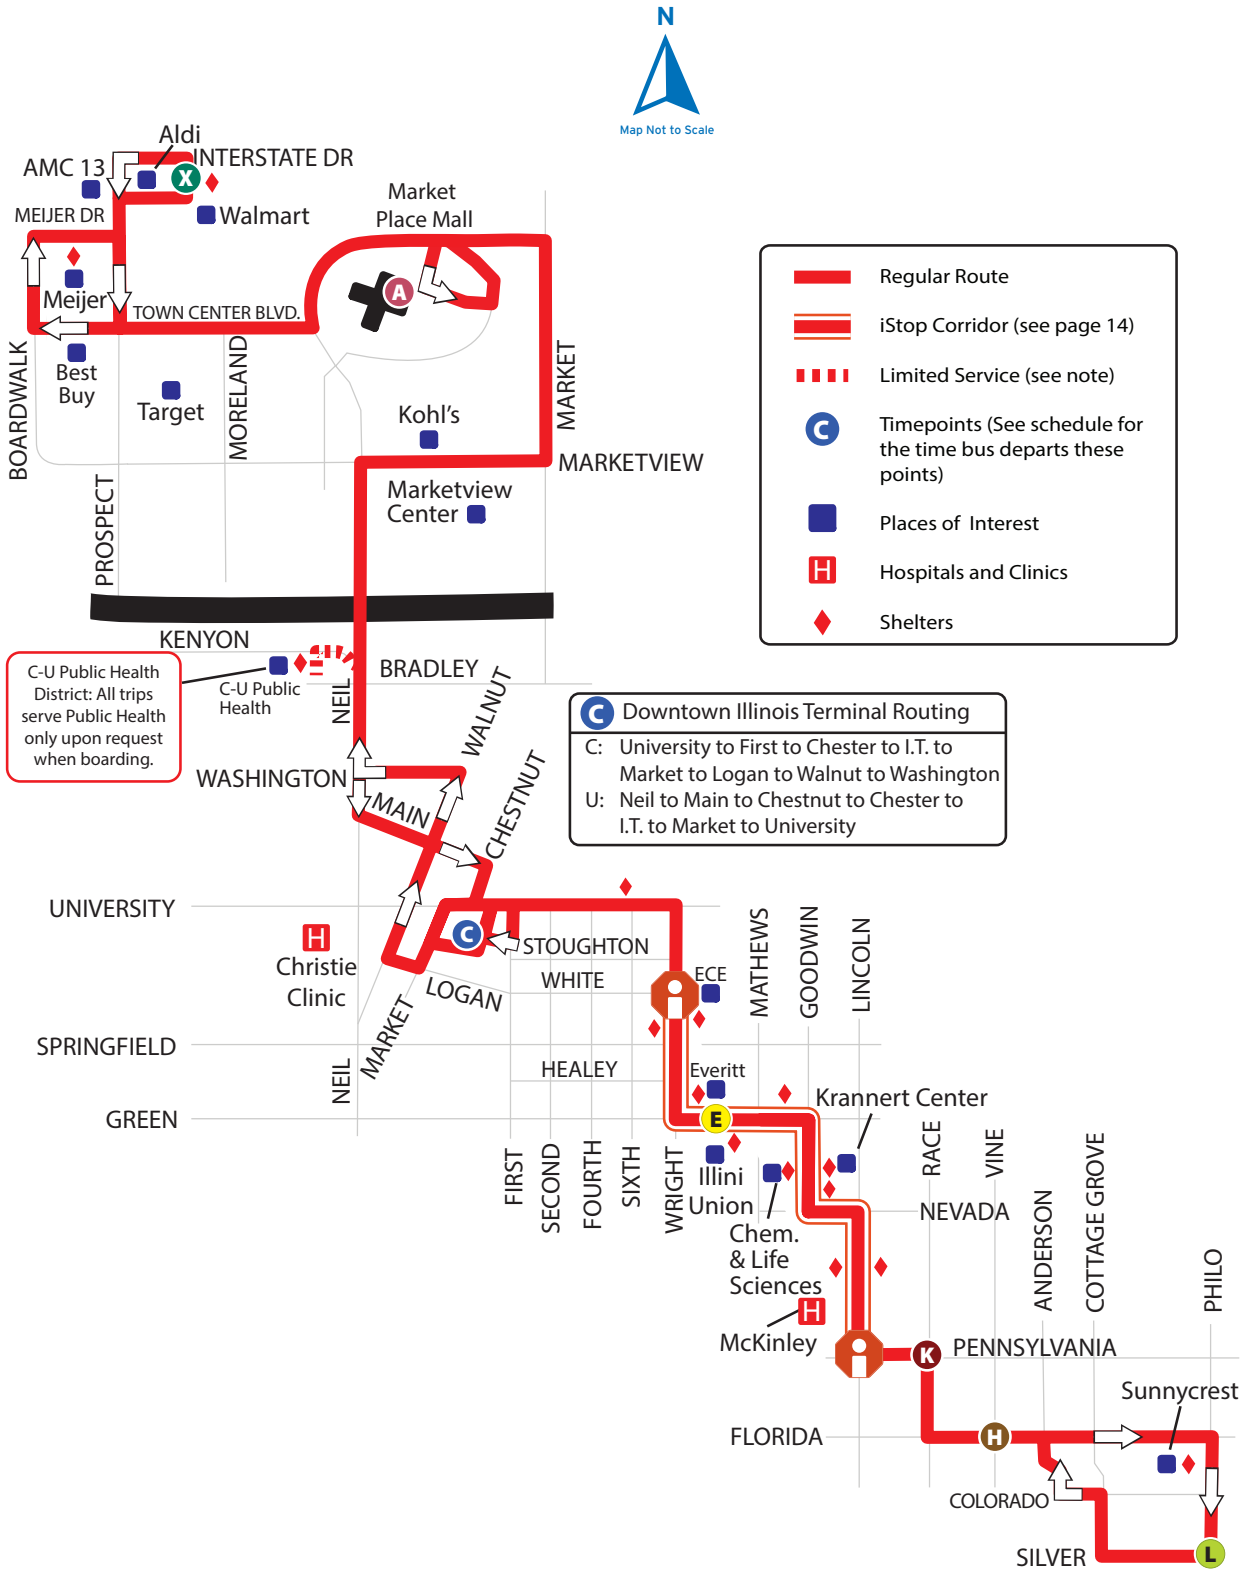 N
Map Not to Scale
Aldi
INTERSTATE DR
AMC 13
X
MEIJER DR
Walmart
Market
Place Mall
A
Meijer
TOWN CENTER BLVD.
BOARDWALK
Best
Buy
Target
MORELAND
Kohl's
MARKET
MARKETVIEW
PROSPECT
Marketview
Center
Regular Route
iStop Corridor (see page 14)
Limited Service (see note)
C
Timepoints (See schedule for
the time bus departs these
points)
Places of Interest
H
Hospitals and Clinics
Shelters
KENYON
BRADLEY
C-U Public Health
District: All trips
serve Public Health
only upon request
when boarding.
C-U Public
Health
NEIL
WALNUT
WASHINGTON
MAIN
CHESTNUT
C
Downtown Illinois Terminal Routing
C: University to First to Chester to I.T. to
Market to Logan to Walnut to Washington
U: Neil to Main to Chestnut to Chester to
I.T. to Market to University
UNIVERSITY
H
Christie
Clinic
C
STOUGHTON
WHITE
LOGAN
MARKET
ECE
MATHEWS
GOODWIN
LINCOLN
SPRINGFIELD
NEIL
HEALEY
Everitt
GREEN
E
Krannert Center
FIRST
SECOND
FOURTH
SIXTH
WRIGHT
Illini
Union
RACE
VINE
NEVADA
Chem.
& Life
Sciences
ANDERSON
COTTAGE GROVE
PHILO
H
McKinley
K
PENNSYLVANIA
Sunnycrest
FLORIDA
H
COLORADO
SILVER
L